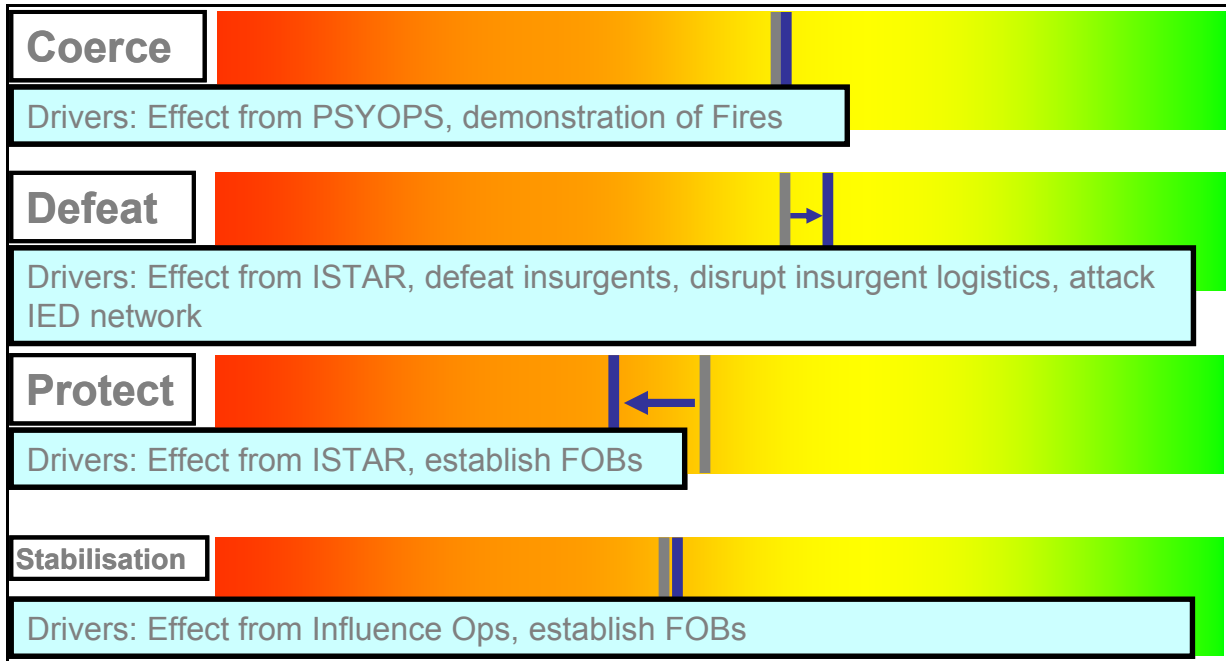 Coerce
Drivers: Effect from PSYOPS, demonstration of Fires
Defeat
Drivers: Effect from ISTAR, defeat insurgents, disrupt insurgent logistics, attack
IED network
Protect
Drivers: Effect from ISTAR, establish FOBs
Stabilisation
Drivers: Effect from Influence Ops, establish FOBs